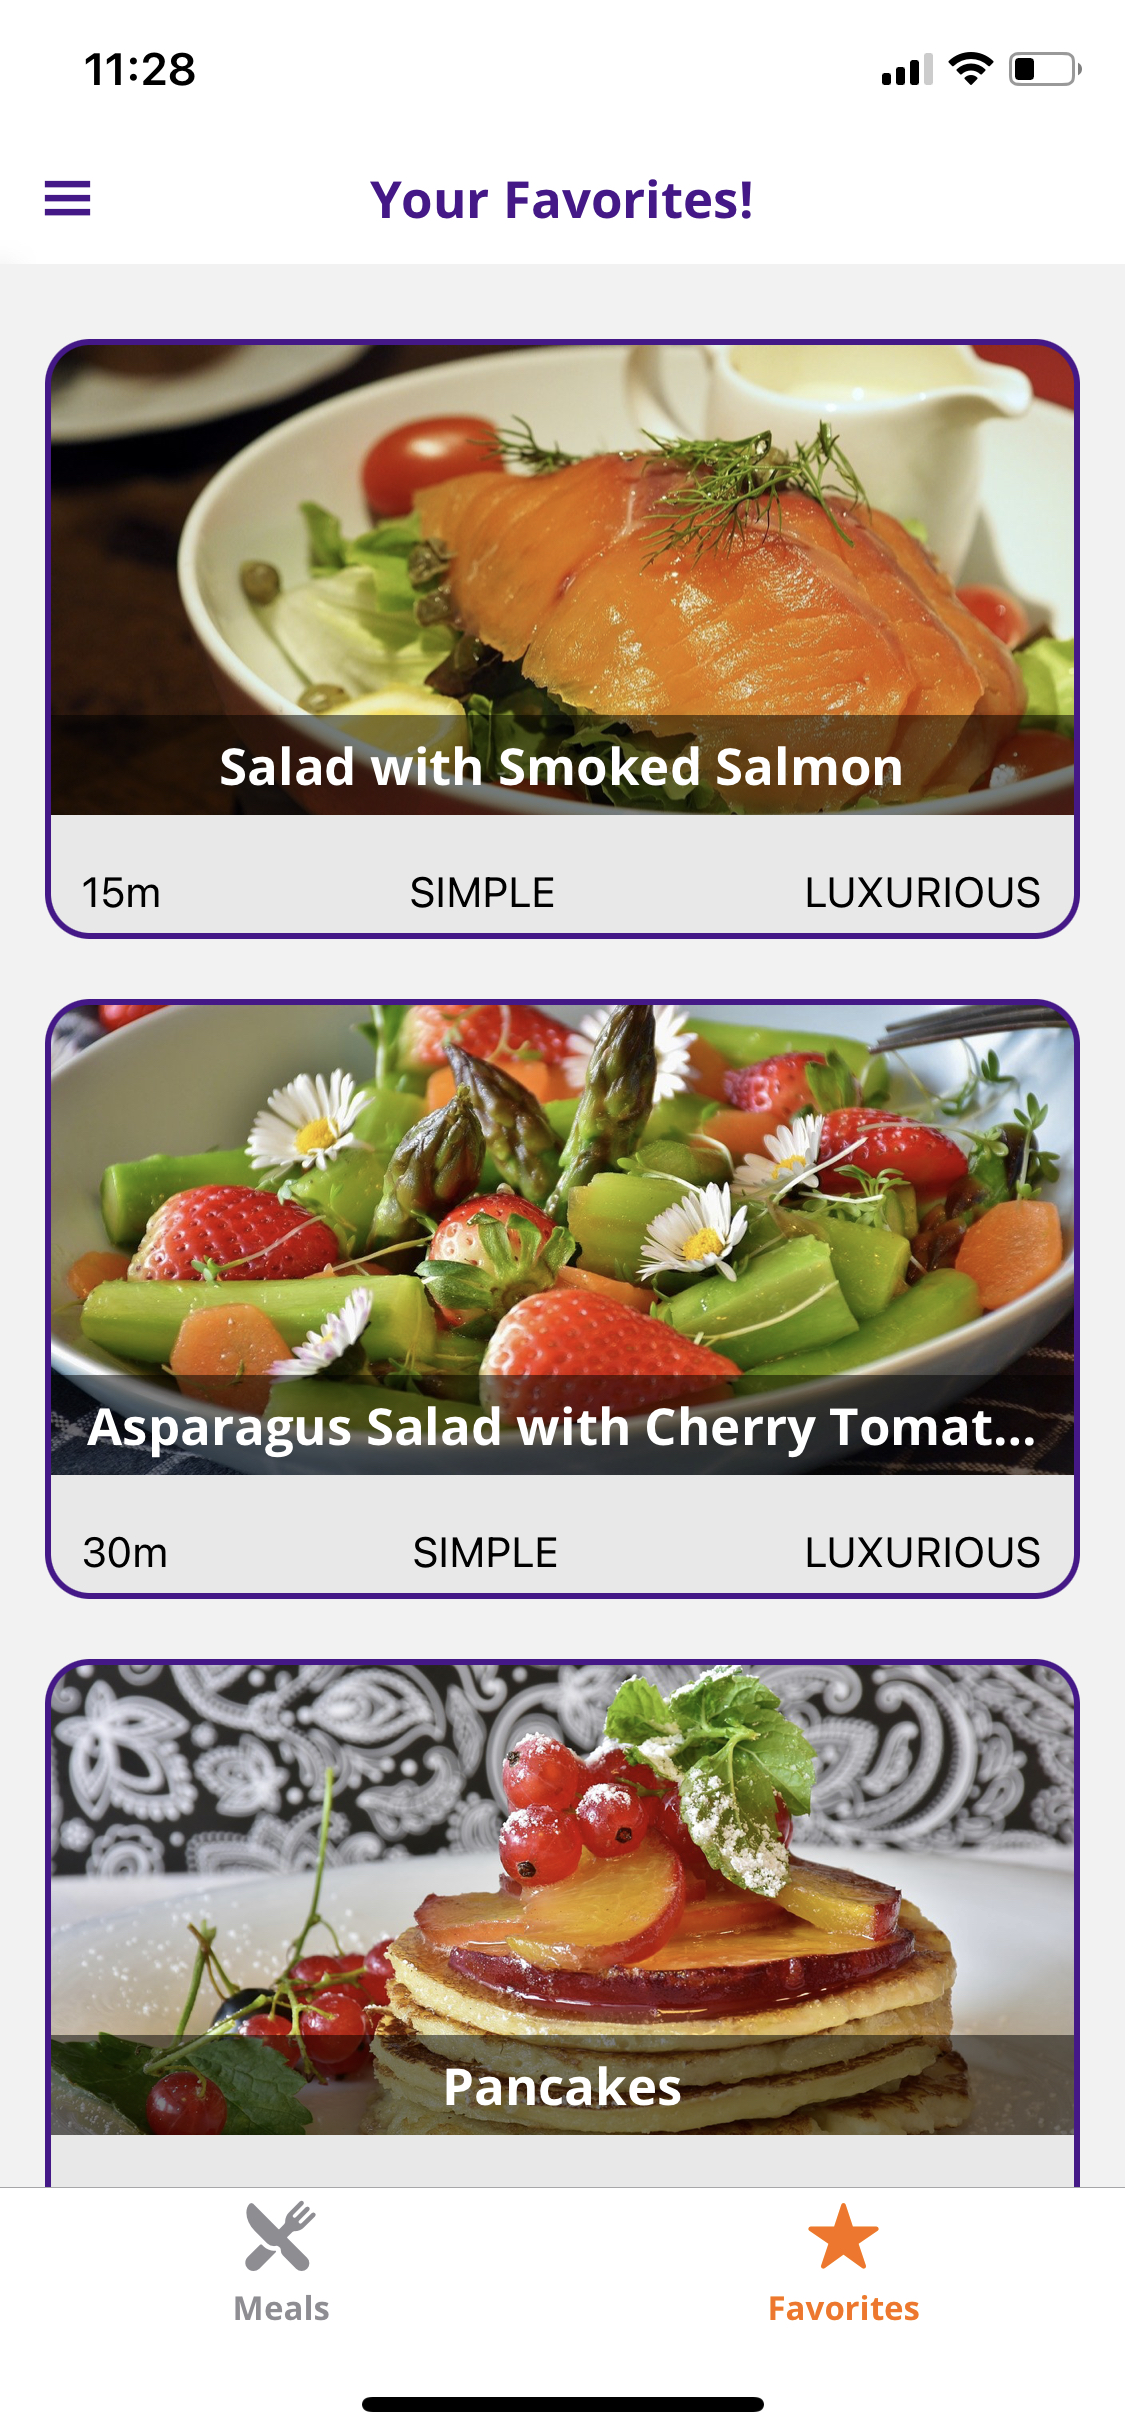 11:28
Your Favorites!
Salad with Smoked Salmon
15m SIMPLE LUXURIOUS
Asparagus Salad with Cherry Tomat...
30m SIMPLE LUXURIOUS
Pancakes
Meals Favorites